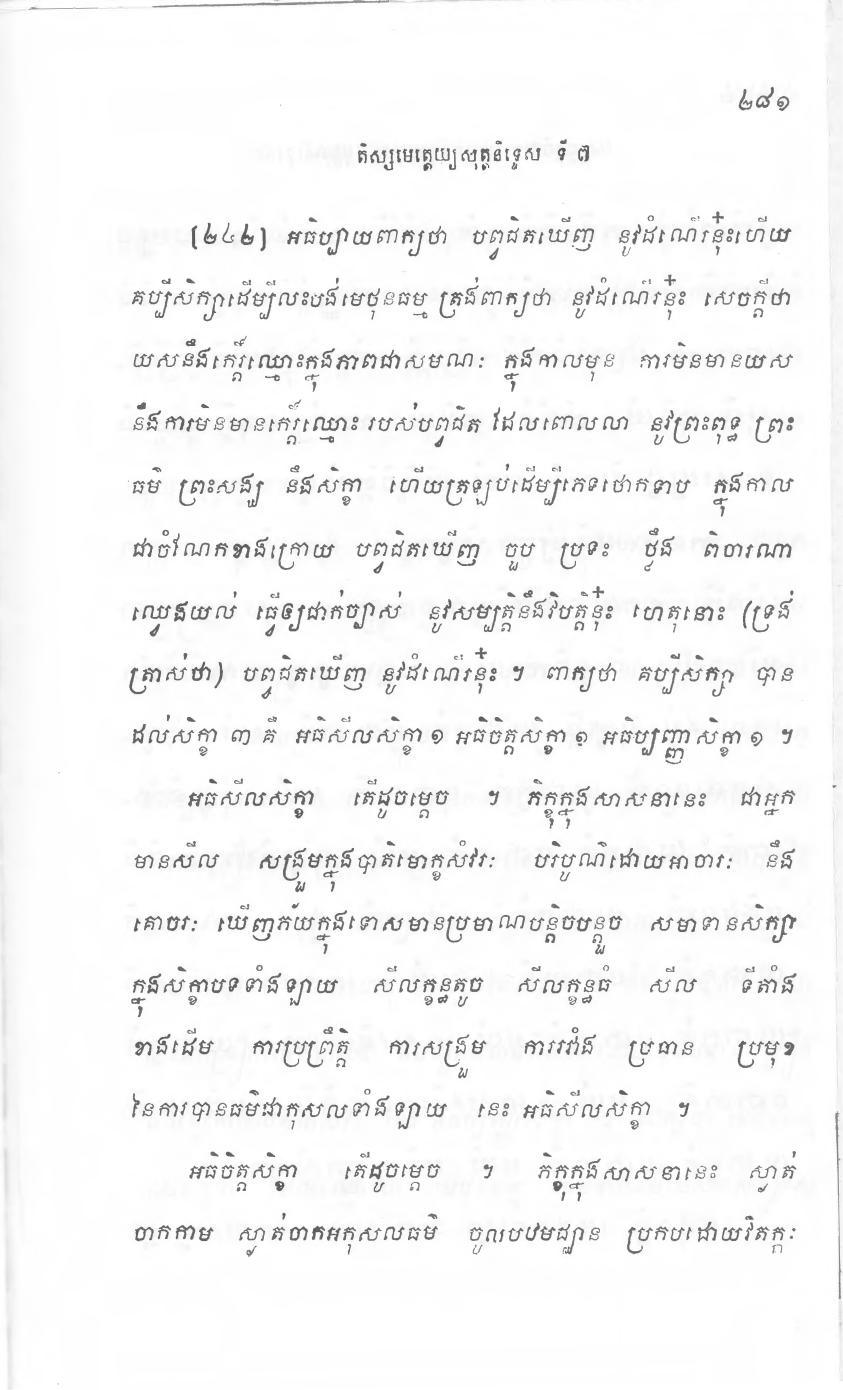 ២៨១
តិស្សមេត្តេយ្យសុត្តនិទ្ទេស ទី ៧
(២៤២) អធិប្បាយពាក្យថា បព្វជិតឃើញ នូវដំណើរនុ៎ះហើយ
គប្បីសិក្សាដើម្បីលះបង់មេថុនធម្ម ត្រង់ពាក្យថា នូវដំណើរនុ៎ះ សេចក្តីថា
យសនឹងកេរ្តិ៍ឈ្មោះក្នុងភាពជាសមណៈ ក្នុងកាលមុន ការមិនមានយស
នឹងការមិនមានកេរ្តិ៍ឈ្មោះ របស់បព្វជិត ដែលពោលលា នូវព្រះពុទ្ធ ព្រះ
ធម៌ ព្រះសង្ឃ នឹងសិក្ខា ហើយត្រឡប់ដើម្បីភេទថោកទាប ក្នុងកាល
ជាចំណែកខាងក្រោយ បព្វជិតឃើញ ចួប ប្រទះ ថ្លឹង ពិចារណា
ឈ្វេងយល់ ធ្វើឲ្យជាក់ច្បាស់ នូវសម្បត្តិនឹងវិបត្តិនុ៎ះ ហេតុនោះ (ទ្រង់
ត្រាស់ថា) បព្វជិតឃើញ នូវដំណើរនុ៎ះ ។ ពាក្យថា គប្បីសិក្សា បាន
ដល់សិក្ខា ៣ គឺ អធិសីលសិក្ខា ១ អធិចិត្តសិក្ខា ១ អធិប្បញ្ញាសិក្ខា ១ ។
អធិសីលសិក្ខា តើដូចម្តេច ។ ភិក្ខុក្នុងសាសនានេះ ជាអ្នក
មានសីល សង្រួមក្នុងបាតិមោក្ខសំវរៈ បរិបូណ៌ដោយអាចារៈ នឹង
គោចរៈ ឃើញភ័យក្នុងទោសមានប្រមាណបន្តិចបន្តួច សមាទានសិក្សា
ក្នុងសិក្ខាបទទាំងឡាយ សីលក្ខន្ធតូច សីលក្ខន្ធធំ សីល ទីតាំង
ខាងដើម ការប្រព្រឹត្តិ ការសង្រួម ការរវាំង ប្រធាន ប្រមុខ
នៃការបានធម៌ជាកុសលទាំងឡាយ នេះ អធិសីលសិក្ខា ។
អធិចិត្តសិក្ខា តើដូចម្តេច ។ ភិក្ខុក្នុងសាសនានេះ ស្ងាត់
ចាកកាម ស្ងាត់ចាកអកុសលធម៌ ចូលបឋមជ្ឈាន ប្រកបដោយវិតក្កៈ